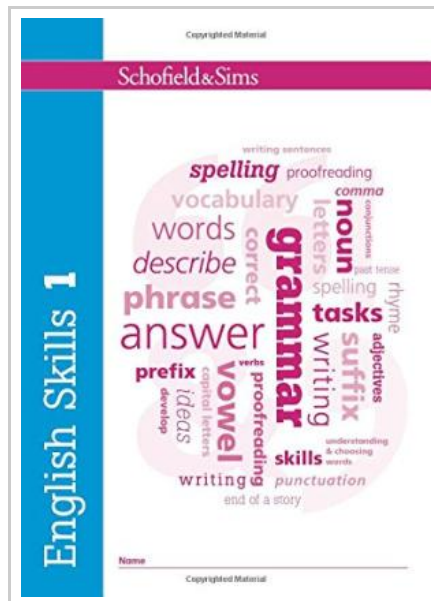 Copyrighted Material
Schofield&Sims
English Skills 1
writing sentences
spelling proofreading
comma
vocabulary
letters
noun
conjunctions
words
correct
grammar
past tense
describe
spelling
rhyme
phrase
tasks
answer
writing
suffix
adjectives
verbs
prefix
vowel
proofreading
develop
ideas
capital letters
skills
understanding
& choosing
words
writing
punctuation
end of a story
Name
Copyrighted Material